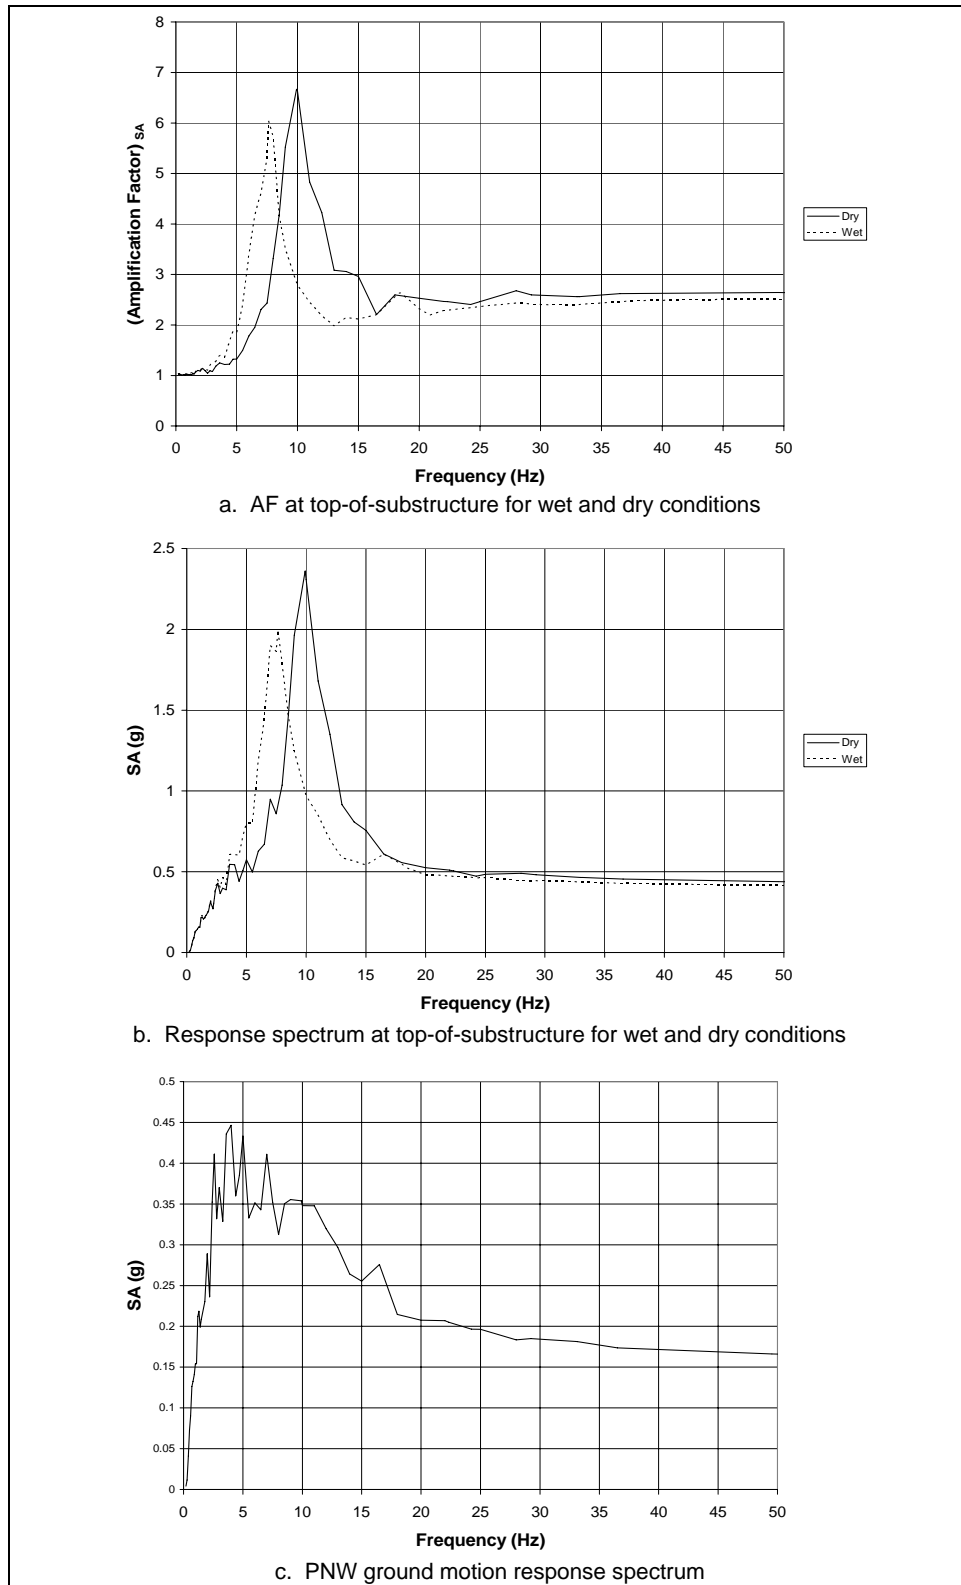 8
7
6
5
4
3
2
1
0
(Amplification Factor) SA
0 5 10 15 20 25 30 35 40 45 50
Frequency (Hz)
Dry
Wet
a. AF at top-of-substructure for wet and dry conditions
2.5
2
1.5
1
0.5
0
SA (g)
0 5 10 15 20 25 30 35 40 45 50
Frequency (Hz)
Dry
Wet
b. Response spectrum at top-of-substructure for wet and dry conditions
0.5
0.45
0.4
0.35
0.3
0.25
0.2
0.15
0.1
0.05
0
SA (g)
0 5 10 15 20 25 30 35 40 45 50
Frequency (Hz)
c. PNW ground motion response spectrum